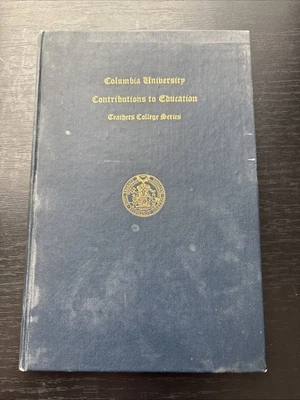 Columbia University
Contributions to Education
Teachers College Series